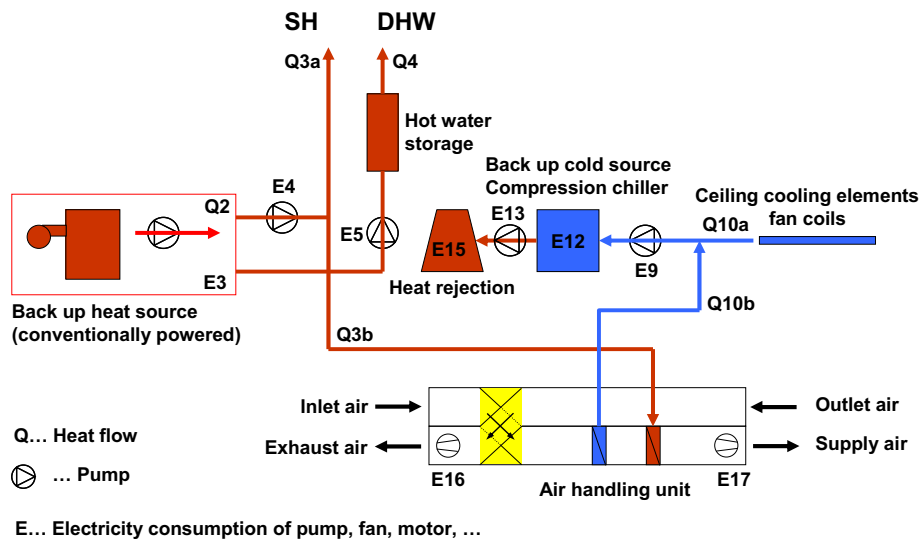 SH DHW
Q3a Q4
Hot water
storage
Back up cold source
Compression chiller
Ceiling cooling elements
fan coils
E4
Q2
E13
Q10a
E5
E15
E12
E9
E3
Heat rejection
Back up heat source
(conventionally powered)
Q10b
Q3b
Inlet air
Outlet air
Q... Heat flow
Exhaust air
Supply air
... Pump
E16
Air handling unit
E17
E... Electricity consumption of pump, fan, motor, ...